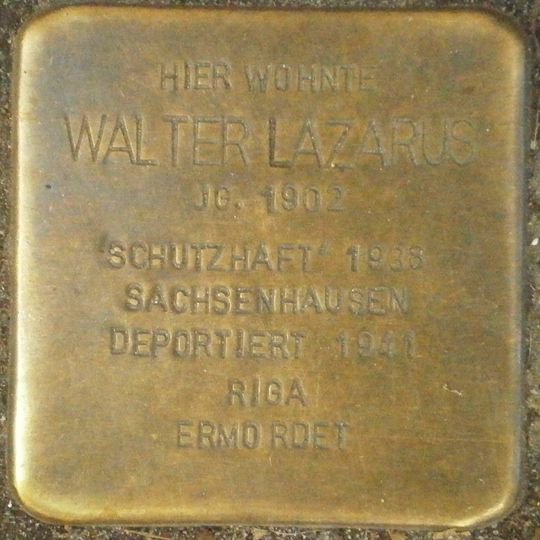 HIER WOHNTE
WALTER LAZARUS
JG. 1902
'SCHUTZHAFT' 1938
SACHSENHAUSEN
DEPORTIERT 1941
RIGA
ERMORDET